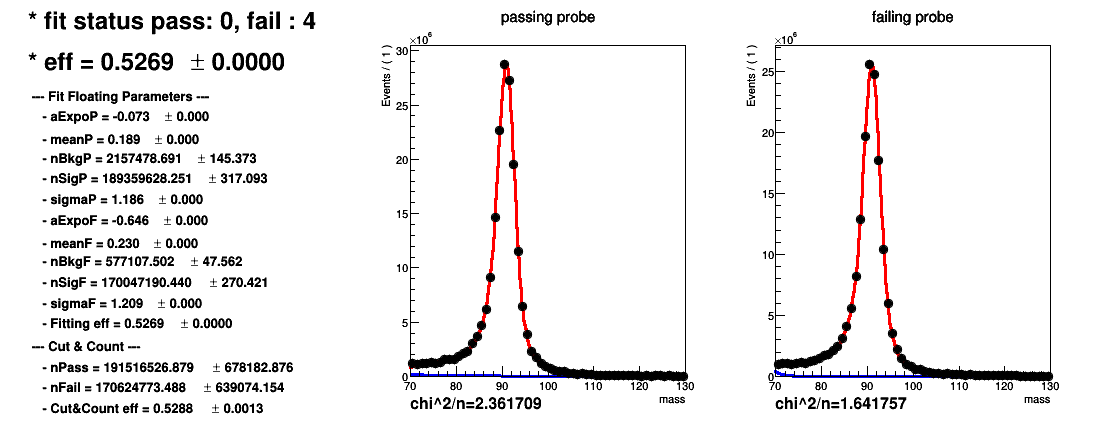 * fit status pass: 0, fail : 4
* eff = 0.5269 ± 0.0000
--- Fit Floating Parameters ---
- aExpoP = -0.073 ± 0.000
- meanP = 0.189 ± 0.000
- nBkgP = 2157478.691 ± 145.373
- nSigP = 189359628.251 ± 317.093
- sigmaP = 1.186 ± 0.000
- aExpoF = -0.646 ± 0.000
- meanF = 0.230 ± 0.000
- nBkgF = 577107.502 ± 47.562
- nSigF = 170047190.440 ± 270.421
- sigmaF = 1.209 ± 0.000
- Fitting eff = 0.5269 ± 0.0000
--- Cut & Count ---
- nPass = 191516526.879 ± 678182.876
- nFail = 170624773.488 ± 639074.154
- Cut&Count eff = 0.5288 ± 0.0013
passing probe
×10^6
Events / ( 1 )
30
25
20
15
10
5
0
70 80 90 100 110 120 130
mass
chi^2/n=2.361709
failing probe
×10^6
Events / ( 1 )
25
20
15
10
5
0
70 80 90 100 110 120 130
mass
chi^2/n=1.641757